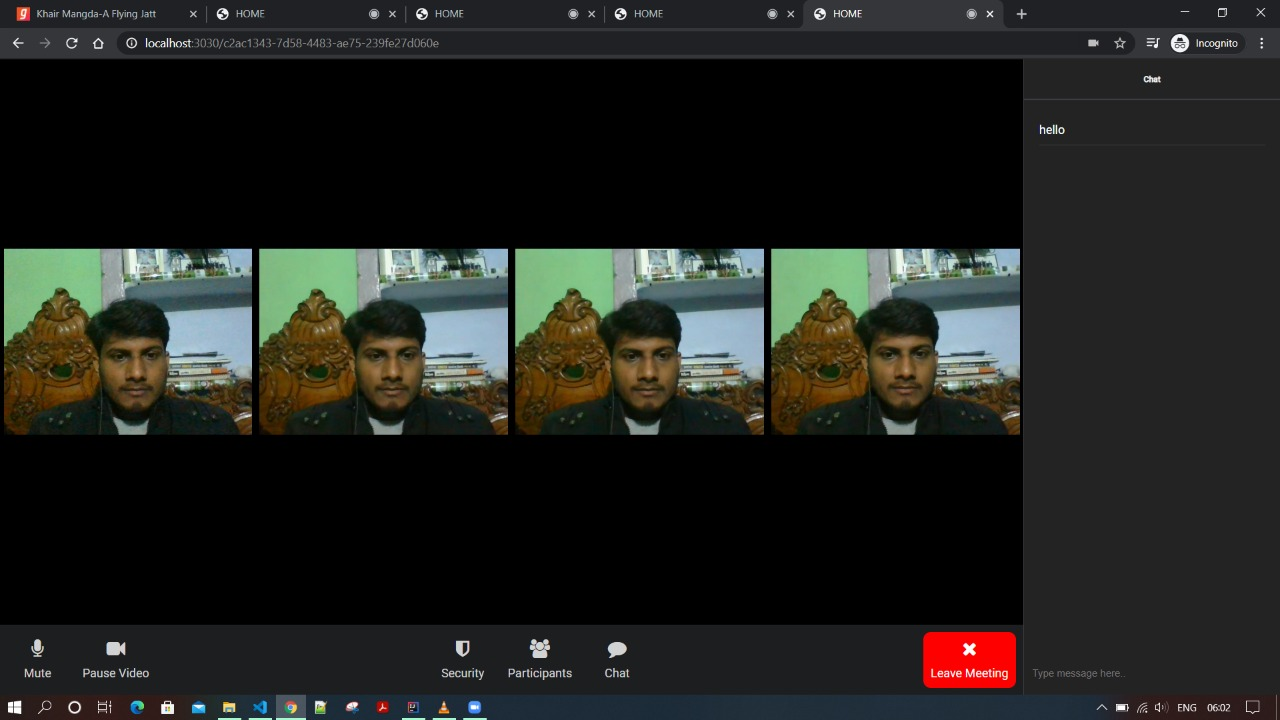 Khair Mangda-A Flying Jatt
HOME
HOME
HOME
HOME
localhost:3030/c2ac1343-7d58-4483-ae75-239fe27d060e
Incognito
Chat
hello
Mute
Pause Video
Security
Participants
Chat
Leave Meeting
Type message here..
ENG
06:02